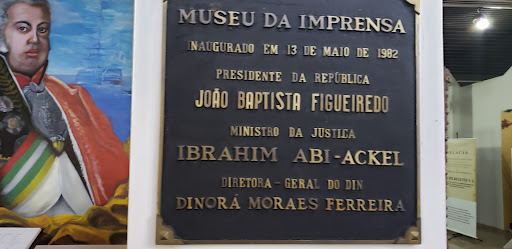 MUSEU DA IMPRENSA
INAUGURADO EM 13 DE MAIO DE 1982
PRESIDENTE DA REPÚBLICA
JOÃO BAPTISTA FIGUEIREDO
MINISTRO DA JUSTIÇA
IBRAHIM ABI-ACKEL
DIRETORA-GERAL DO DIN
DINORÁ MORAES FERREIRA